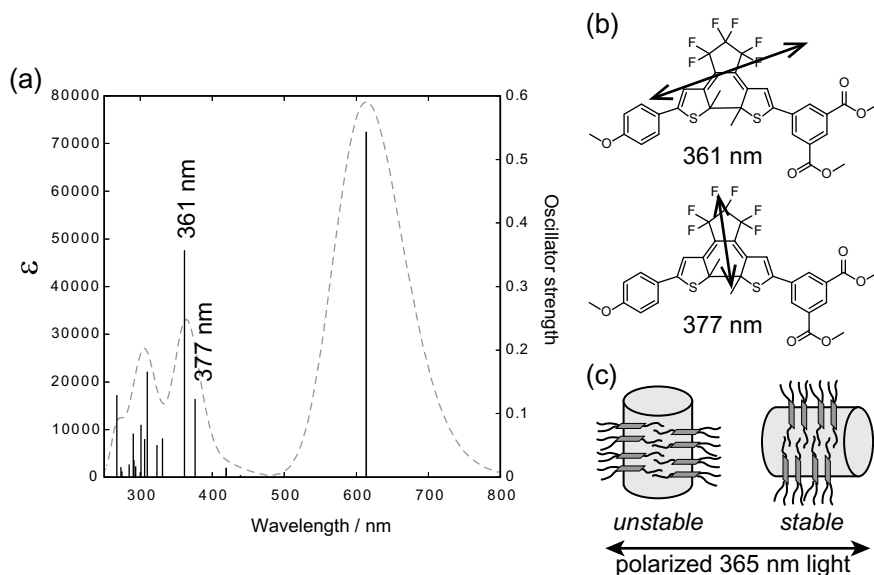 (a)
ε
80000
70000
60000
50000
40000
30000
20000
10000
0
300
400
500
600
700
800
Wavelength / nm
0.6
0.5
0.4
0.3
0.2
0.1
0
Oscillator strength
361 nm
377 nm
(b)
F F
F F
F F
O
O
O
S S
O
O
361 nm
F F
F F
F F
O
O
O
S S
O
O
377 nm
(c)
unstable stable
polarized 365 nm light